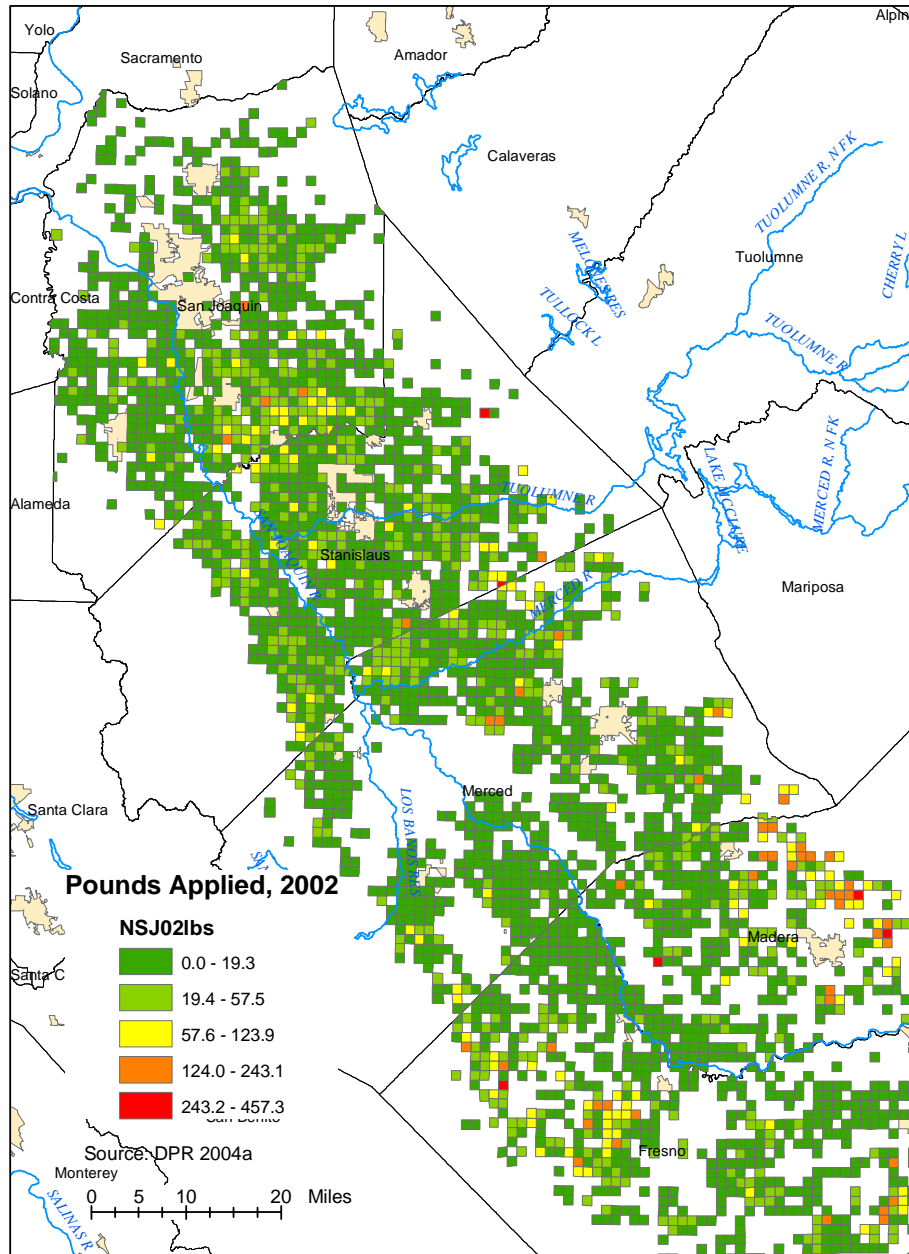 Yolo
Alpin
Sacramento
Amador
Solano
Calaveras
TUOLUMNE R, N FK
Tuolumne
CHERRY L
MELONES RES
TULLOCK L
Contra Costa
San Joaquin
TUOLUMNE R
MERCED R, N FK
LAKE MCCLURE
Alameda
TUOLUMNE R
SAN JOAQUIN R
Stanislaus
MERCED R
Mariposa
Merced
LOS BANOS RES
Santa Clara
SA
Pounds Applied, 2002
NSJ02lbs
0.0 - 19.3
19.4 - 57.5
57.6 - 123.9
124.0 - 243.1
243.2 - 457.3
Madera
Santa C
San Benito
Source: DPR 2004a
Fresno
Monterey
0 5 10 20 Miles
SALINAS R